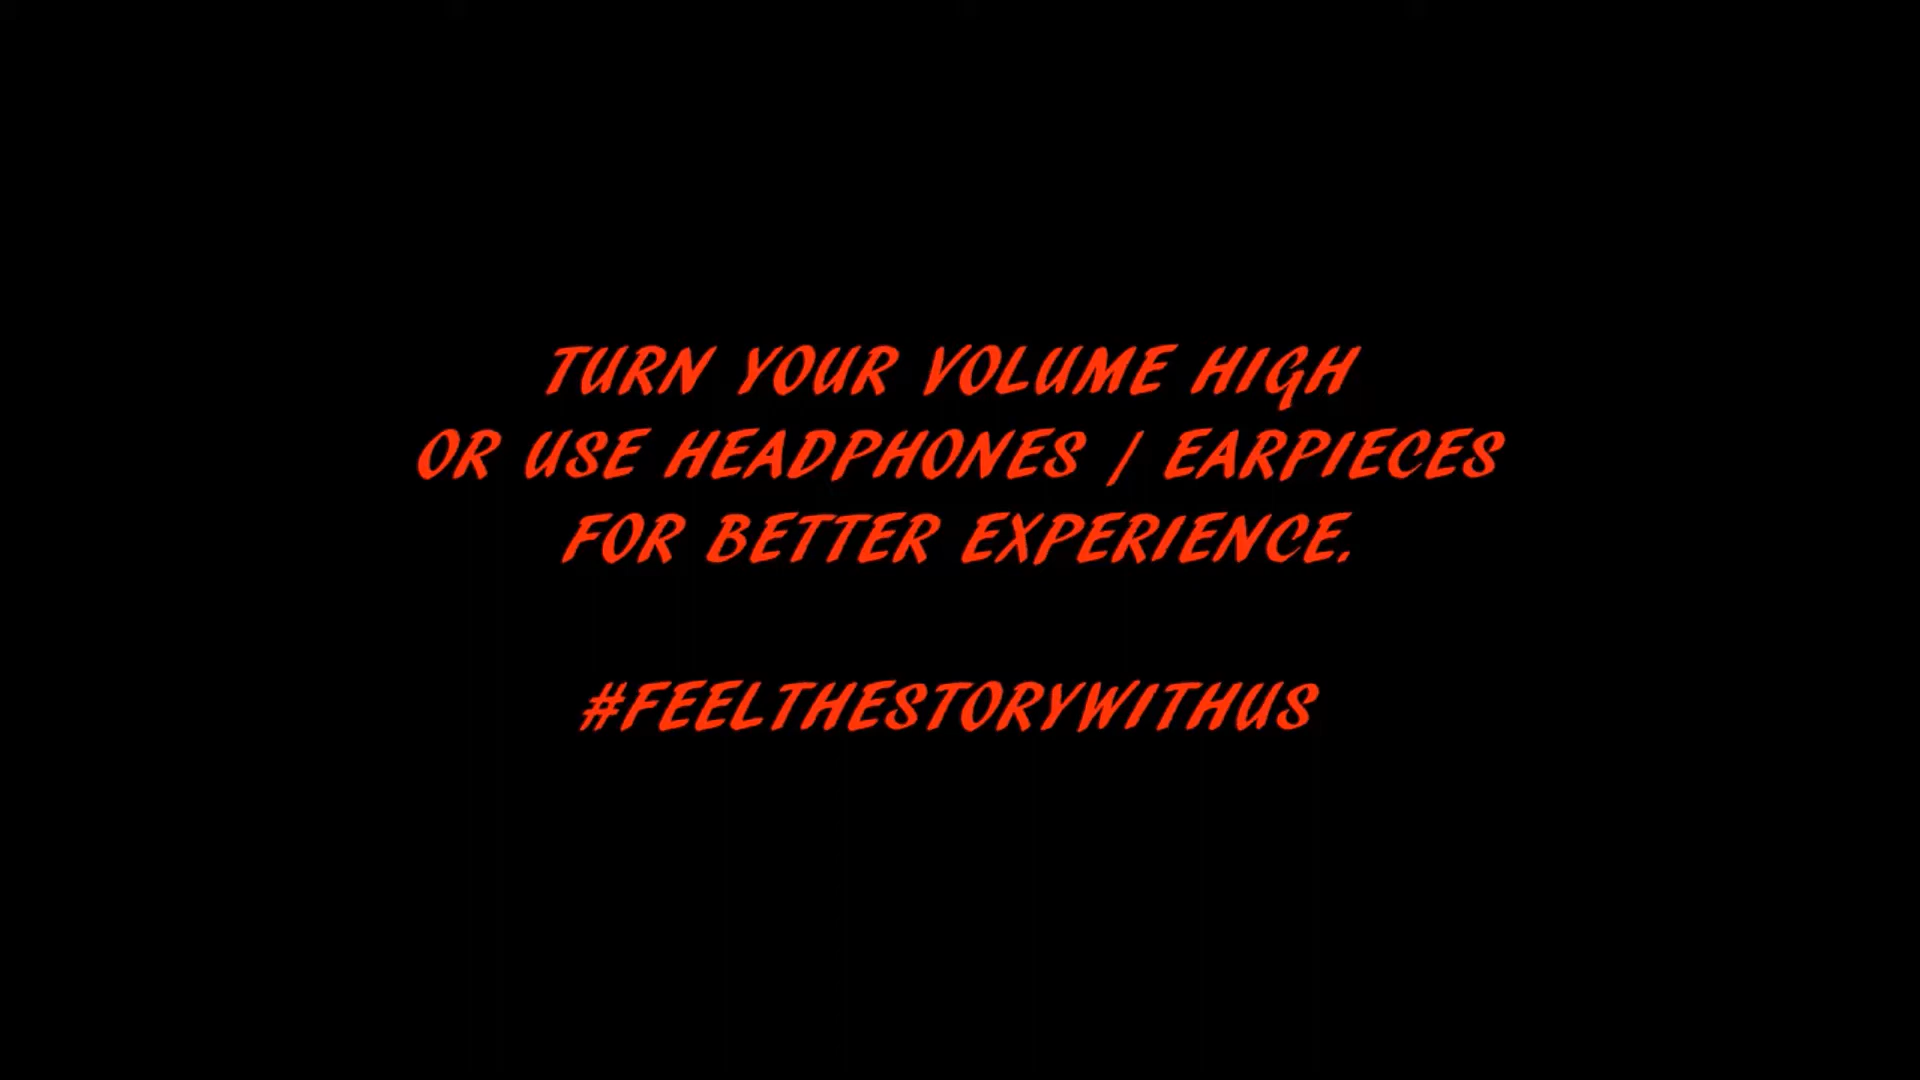 TURN YOUR VOLUME HIGH
OR USE HEADPHONES / EARPIECES
FOR BETTER EXPERIENCE.
#FEELTHESTORYWITHUS